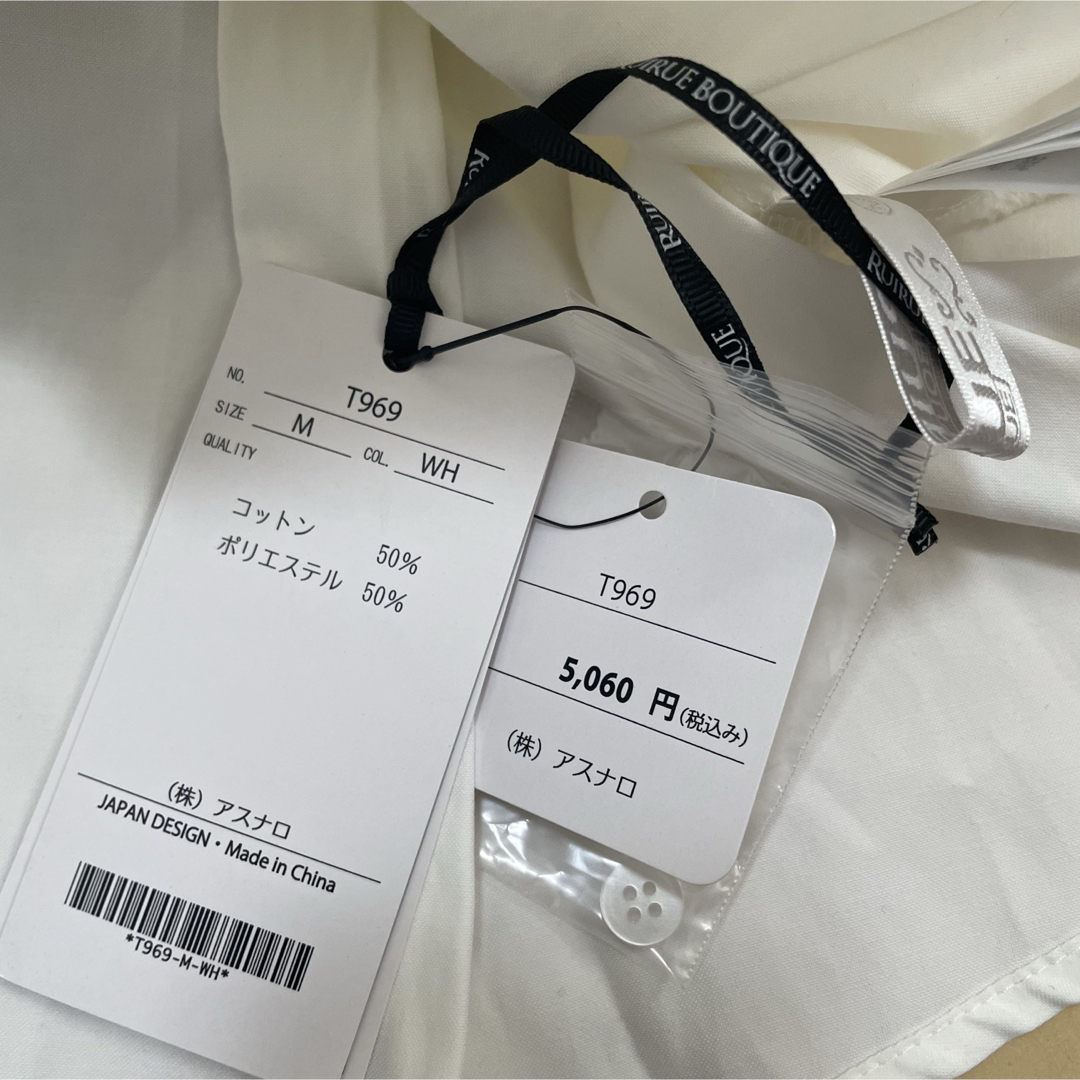 RUIRUE BOUTIQUE
RUIRUE
NO. T969
SIZE M COL. WH
QUALITY
コットン 50%
ポリエステル 50%
(株) アスナロ
JAPAN DESIGN・Made in China
*T969-M-WH*
T969
5,060 円(税込み)
(株) アスナロ